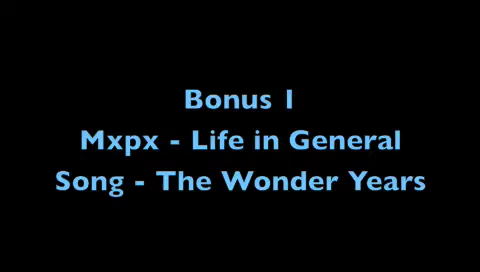 Bonus 1
Mxpx - Life in General
Song - The Wonder Years